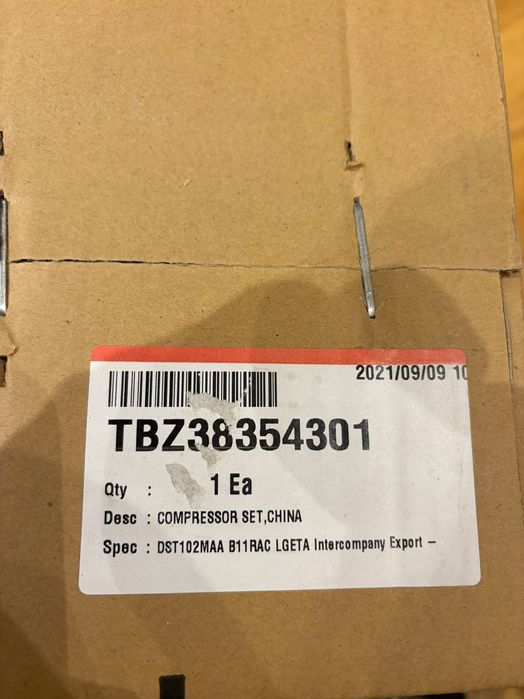 2021/09/09 10
TBZ38354301
Qty : 1 Ea
Desc : COMPRESSOR SET,CHINA
Spec : DST102MAA B11RAC LGETA Intercompany Export –